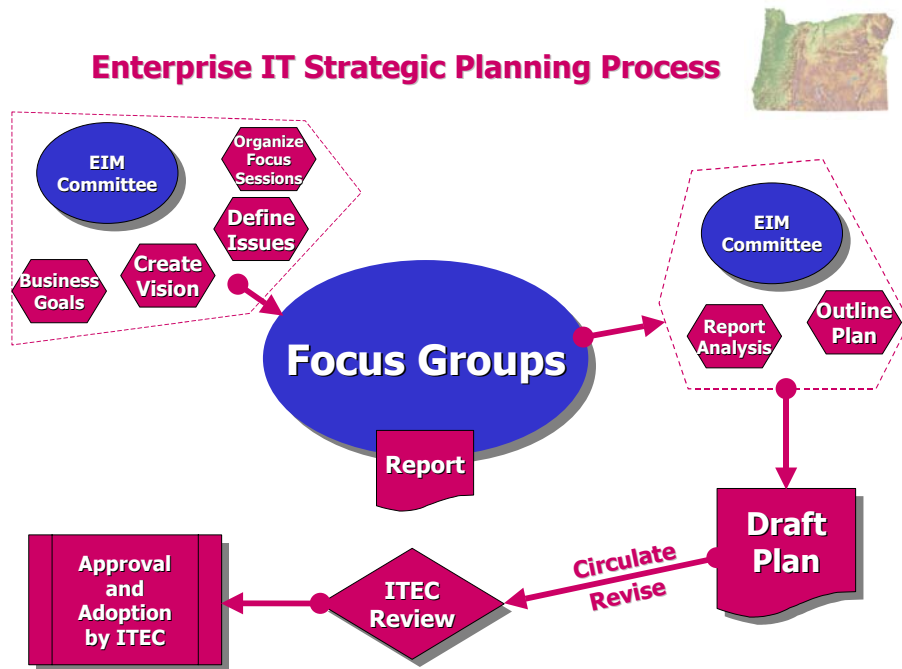 Enterprise IT Strategic Planning Process
EIM
Committee
Organize
Focus
Sessions
Define
Issues
Create
Vision
Business
Goals
Focus Groups
Report
EIM
Committee
Report
Analysis
Outline
Plan
Draft
Plan
Circulate
Revise
ITEC
Review
Approval
and
Adoption
by ITEC